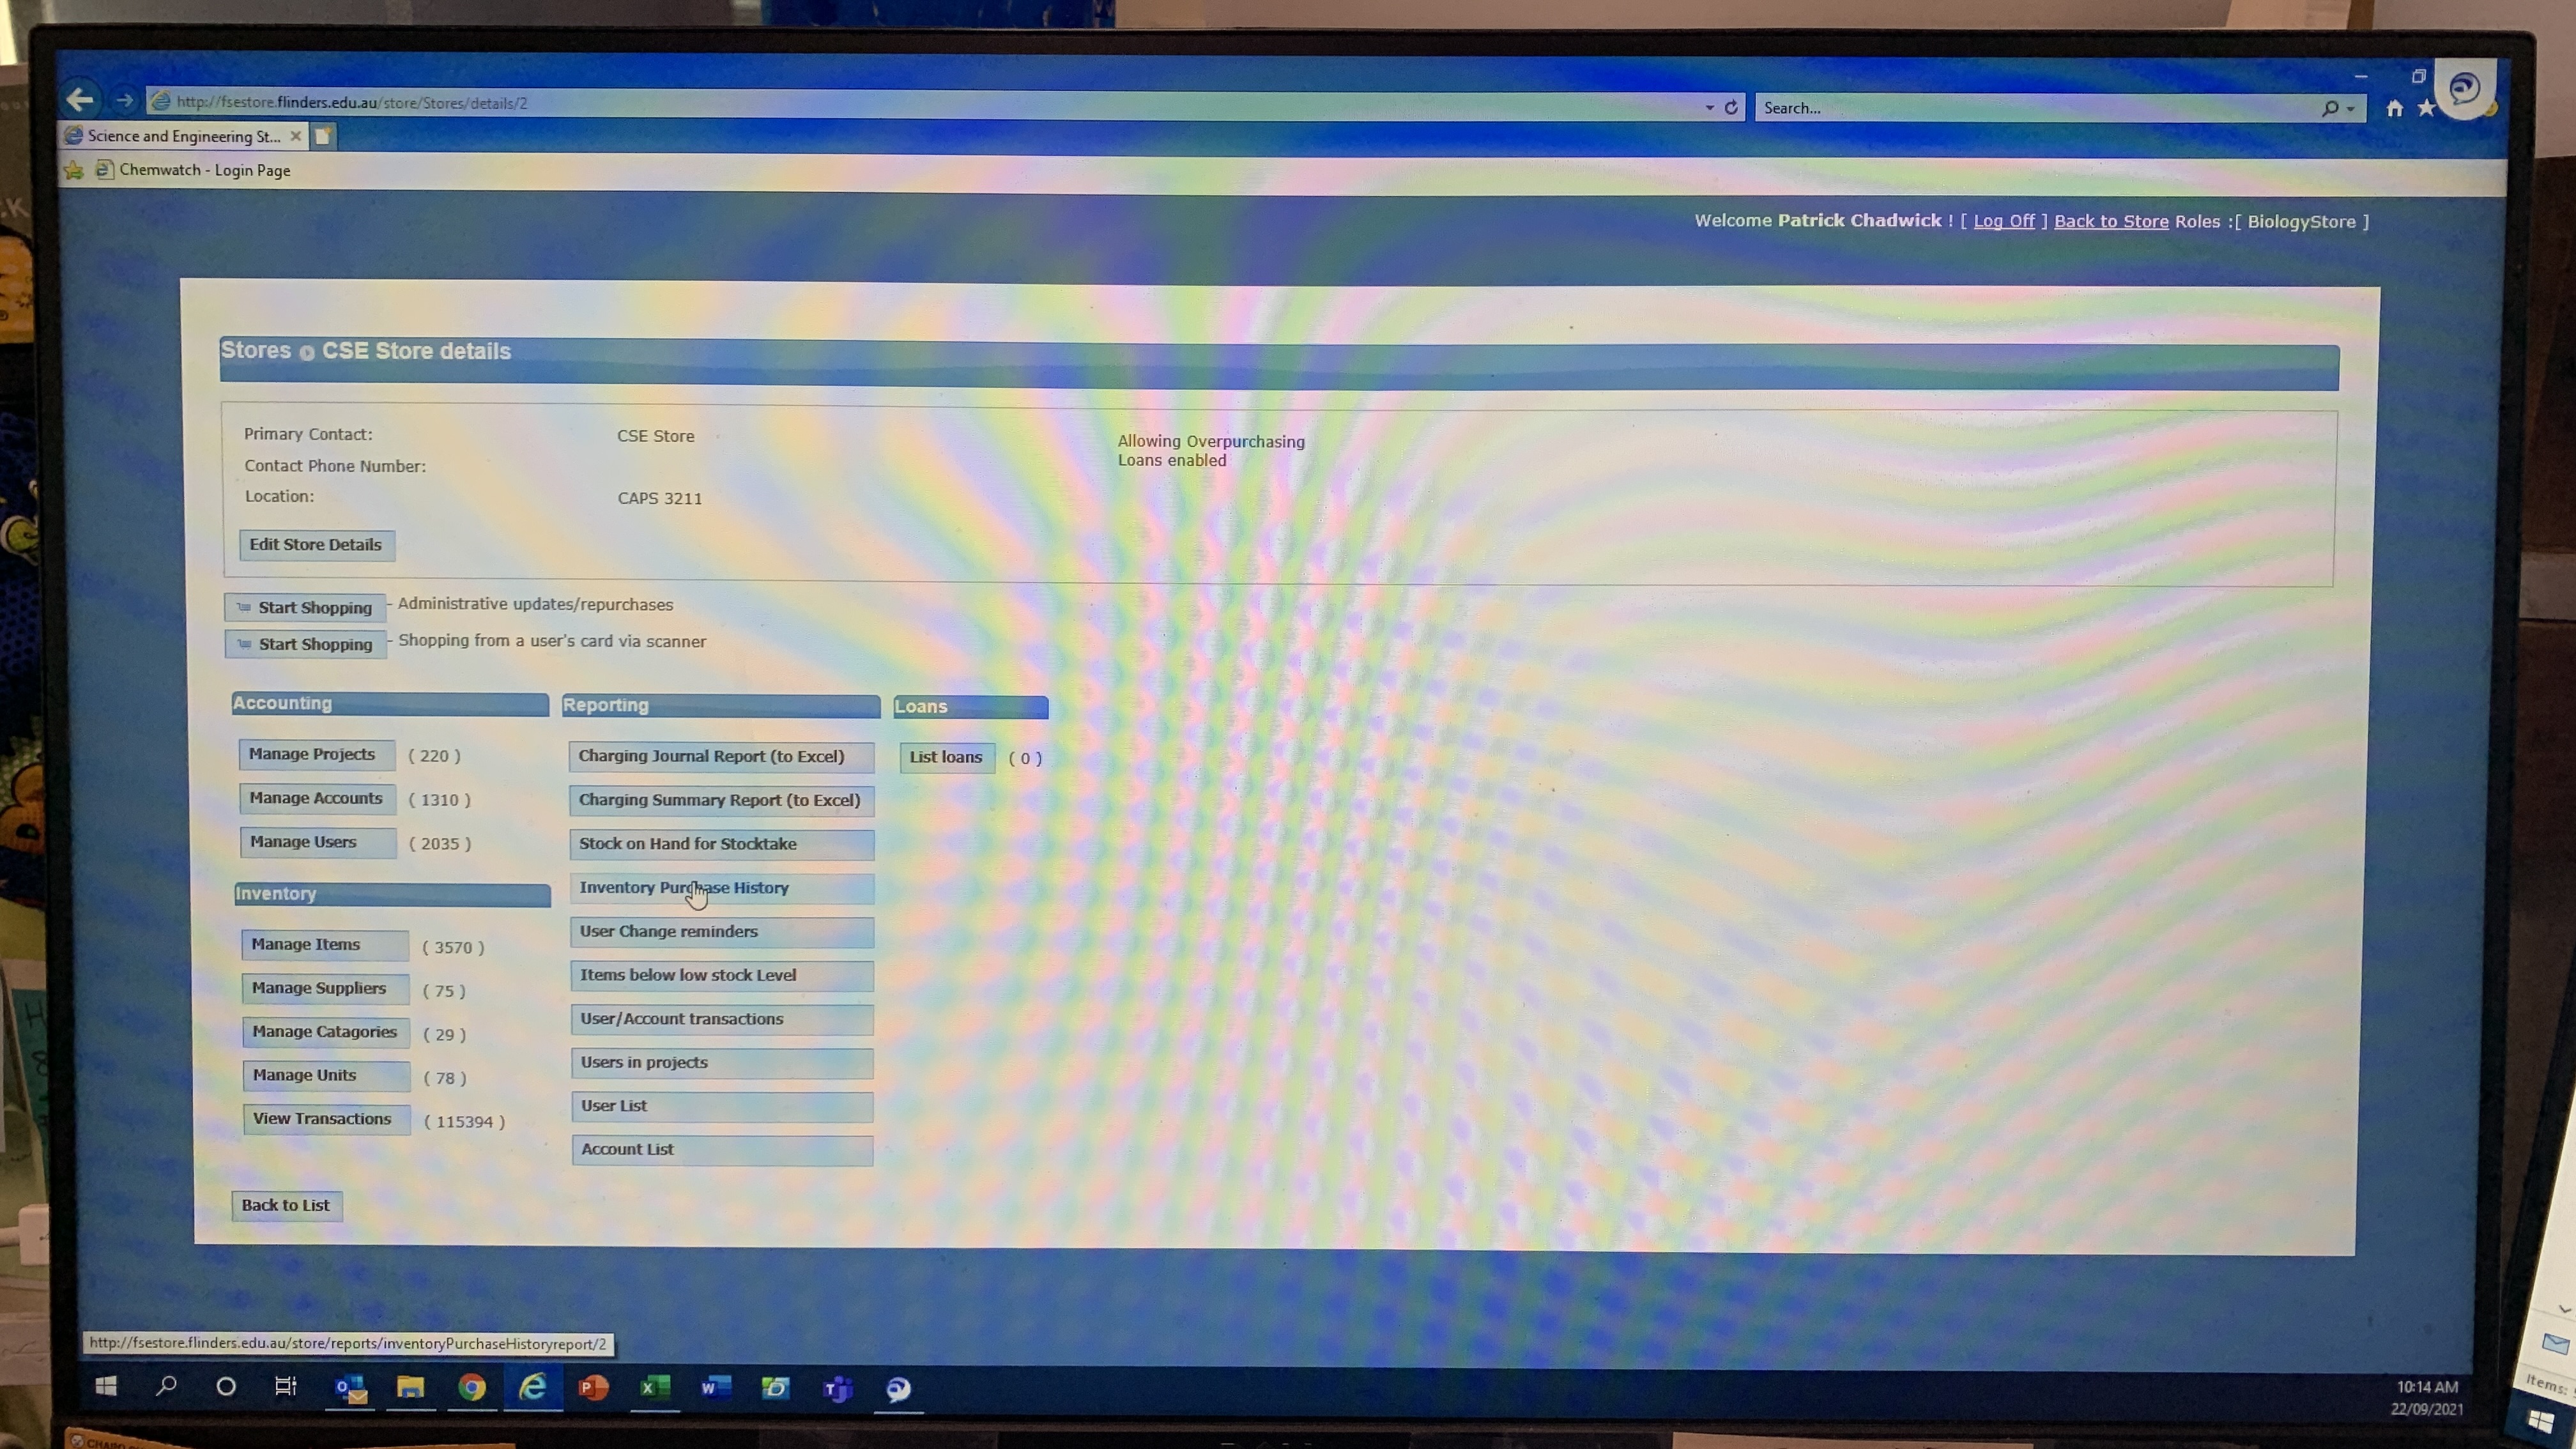 http://fsestore.flinders.edu.au/store/Stores/details/2
Search...
Science and Engineering St...
Chemwatch - Login Page
Welcome Patrick Chadwick ! [ Log Off ] Back to Store Roles :[ BiologyStore ]
Stores CSE Store details
Primary Contact: CSE Store
Allowing Overpurchasing
Loans enabled
Contact Phone Number:
Location: CAPS 3211
Edit Store Details
Start Shopping - Administrative updates/repurchases
Start Shopping - Shopping from a user's card via scanner
Accounting
Manage Projects ( 220 )
Manage Accounts ( 1310 )
Manage Users ( 2035 )
Inventory
Manage Items ( 3570 )
Manage Suppliers ( 75 )
Manage Catagories ( 29 )
Manage Units ( 78 )
View Transactions ( 115394 )
Reporting
Charging Journal Report (to Excel)
Charging Summary Report (to Excel)
Stock on Hand for Stocktake
Inventory Purchase History
User Change reminders
Items below low stock Level
User/Account transactions
Users in projects
User List
Account List
Loans
List loans ( 0 )
Back to List
http://fsestore.flinders.edu.au/store/reports/inventoryPurchaseHistoryreport/2
10:14 AM
22/09/2021
Items: